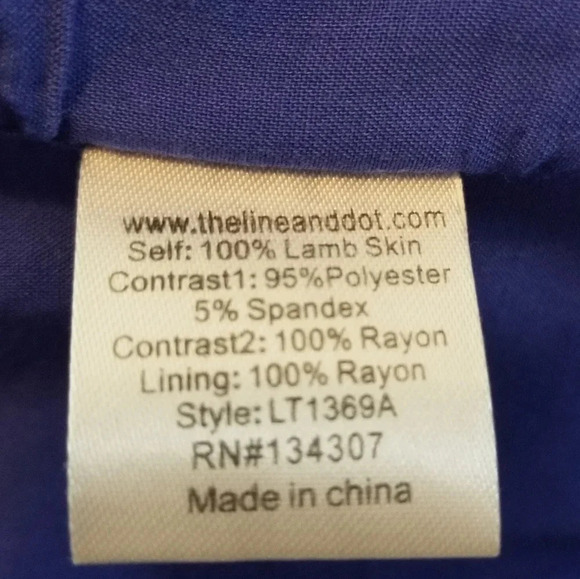 www.thelineanddot.com
Self: 100% Lamb Skin
Contrast1: 95%Polyester
5% Spandex
Contrast2: 100% Rayon
Lining: 100% Rayon
Style: LT1369A
RN#134307
Made in china